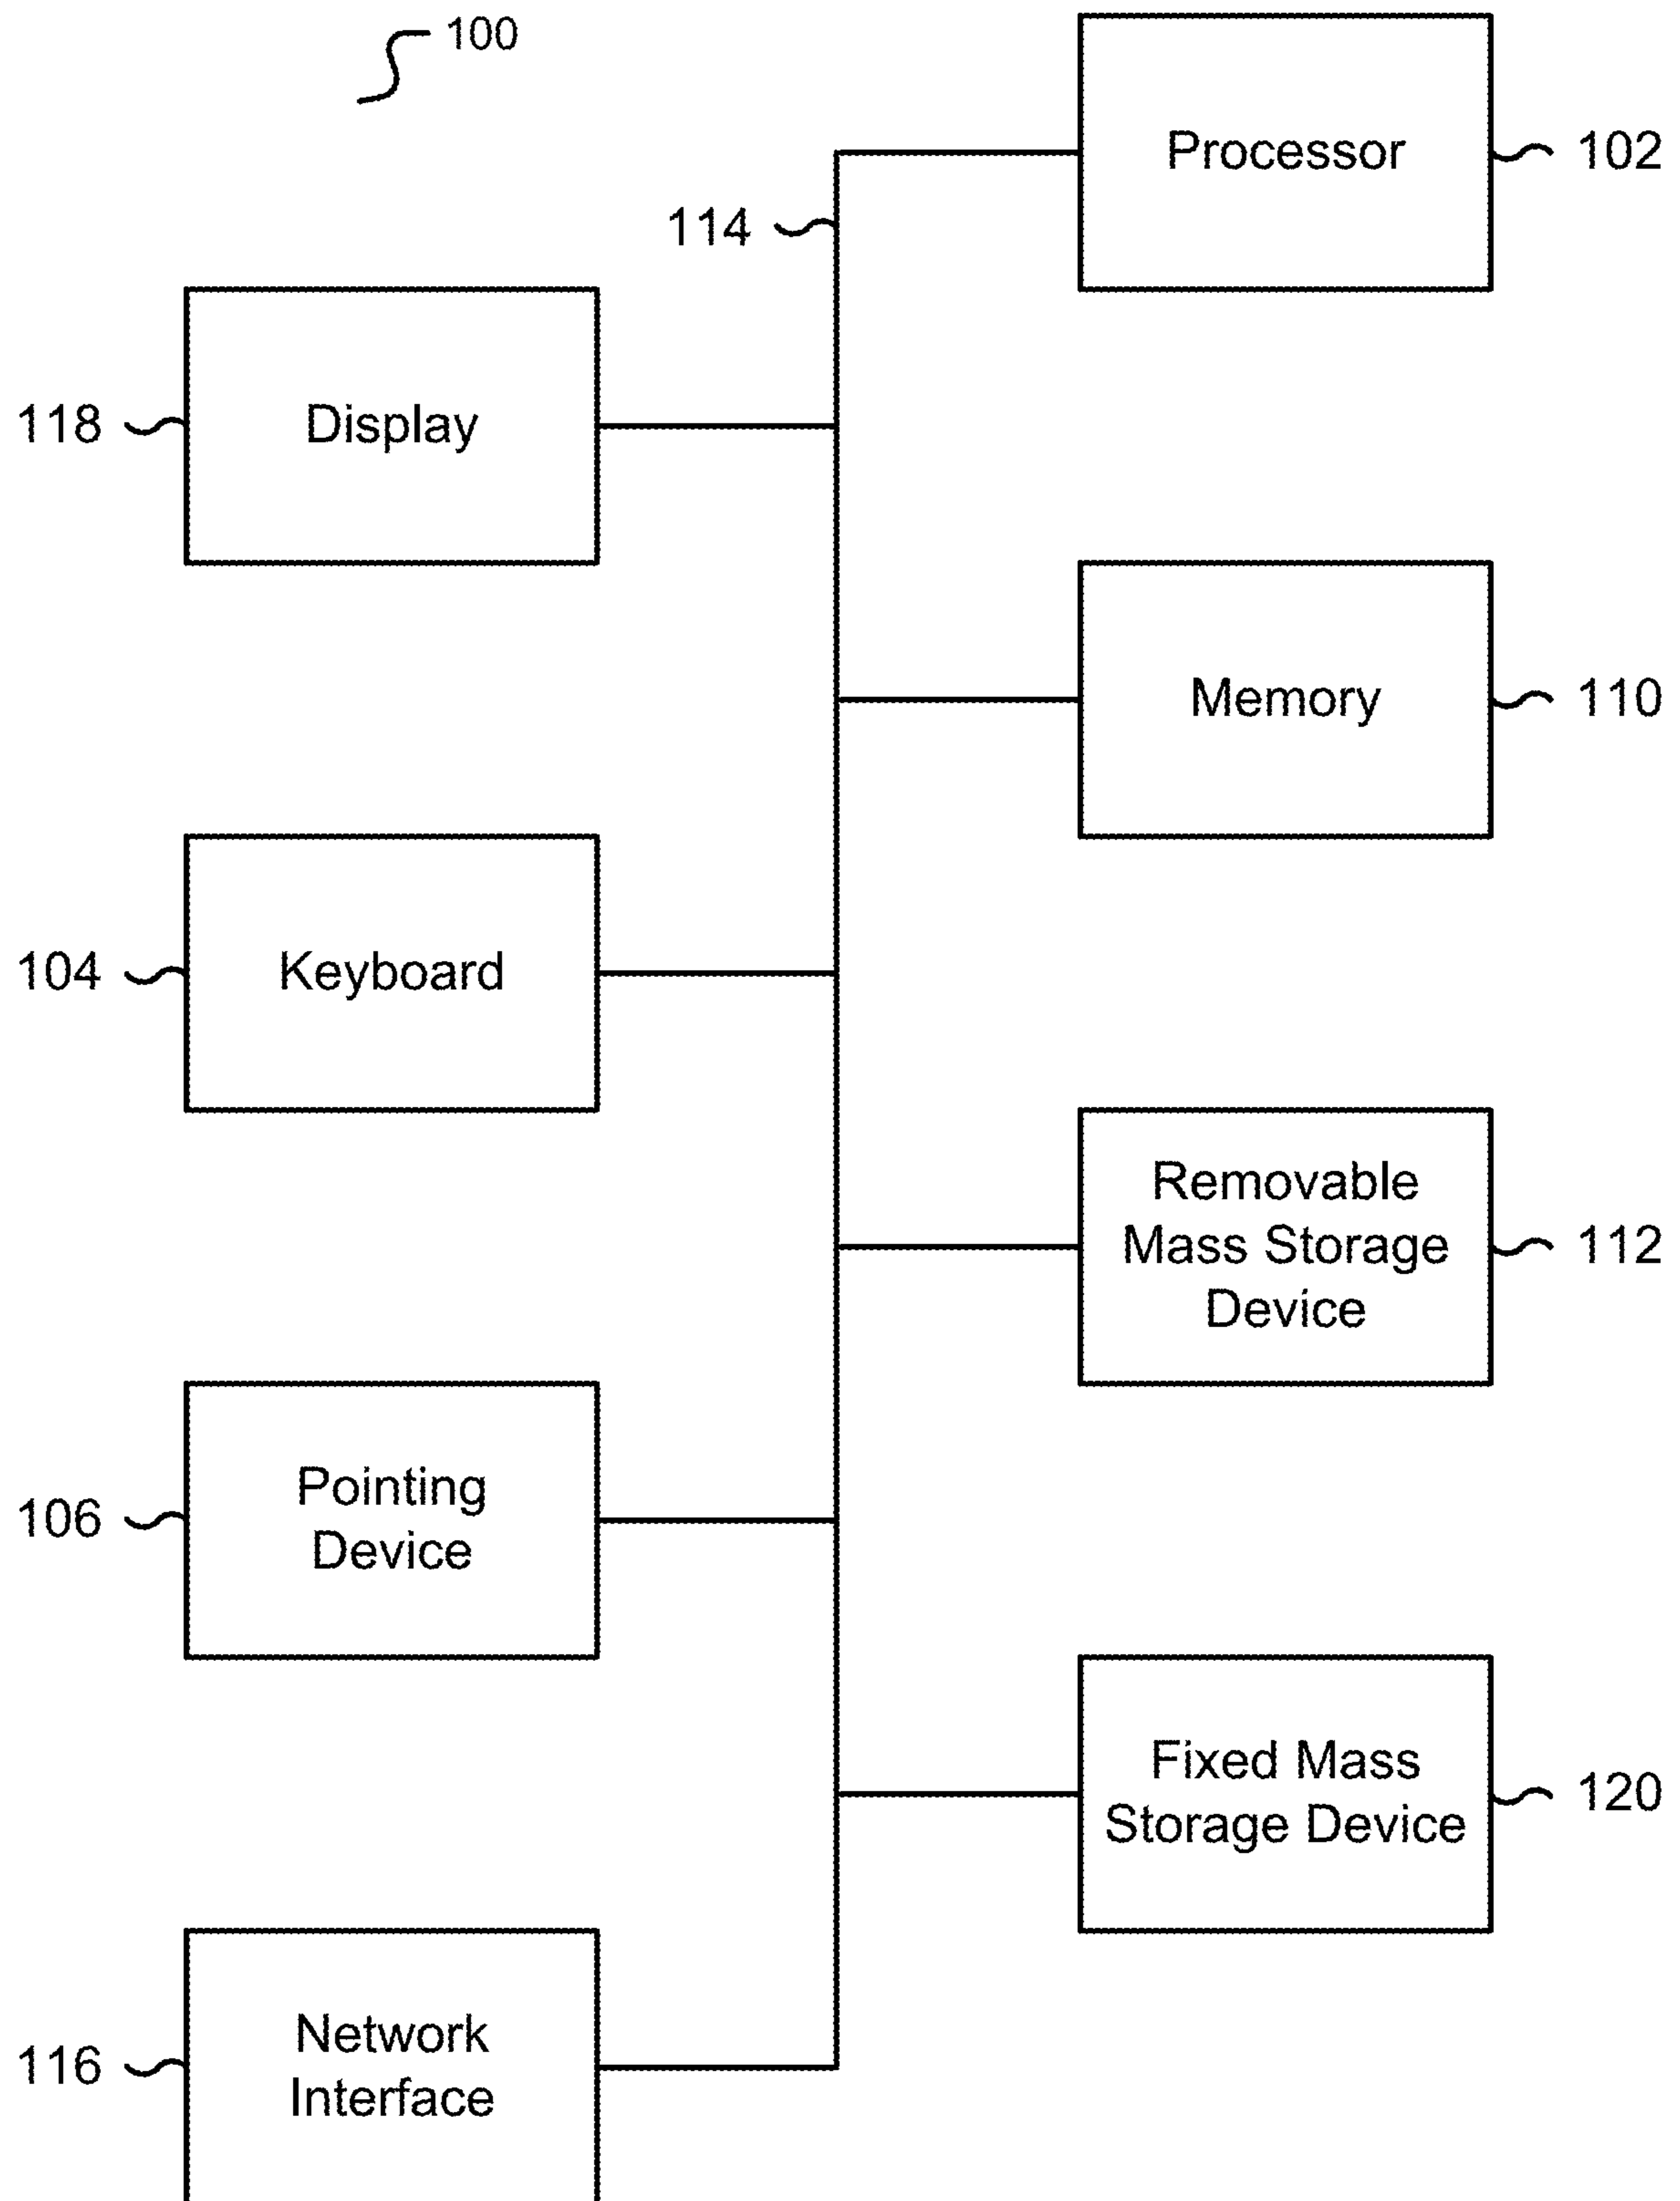 100
Processor
102
114
118
Display
Memory
110
104
Keyboard
Removable
Mass Storage
Device
112
106
Pointing
Device
Fixed Mass
Storage Device
120
116
Network
Interface